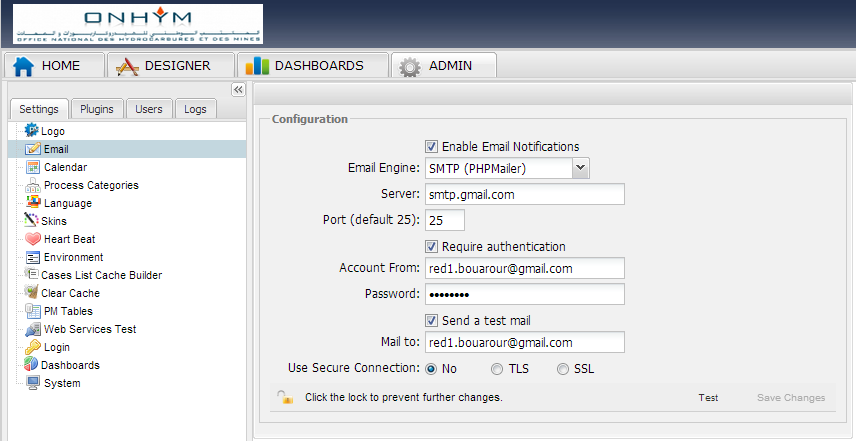 ONHYM
المكتب الوطني للهيدروكاربورات و المعادن
OFFICE NATIONAL DES HYDROCARBURES ET DES MINES
HOME
DESIGNER
DASHBOARDS
ADMIN
Settings
Plugins
Users
Logs
Logo
Email
Calendar
Process Categories
Language
Skins
Heart Beat
Environment
Cases List Cache Builder
Clear Cache
PM Tables
Web Services Test
Login
Dashboards
System
Configuration
Enable Email Notifications
Email Engine: SMTP (PHPMailer)
Server: smtp.gmail.com
Port (default 25): 25
Require authentication
Account From: red1.bouarour@gmail.com
Password: ••••••••
Send a test mail
Mail to: red1.bouarour@gmail.com
Use Secure Connection: No TLS SSL
Click the lock to prevent further changes. Test Save Changes